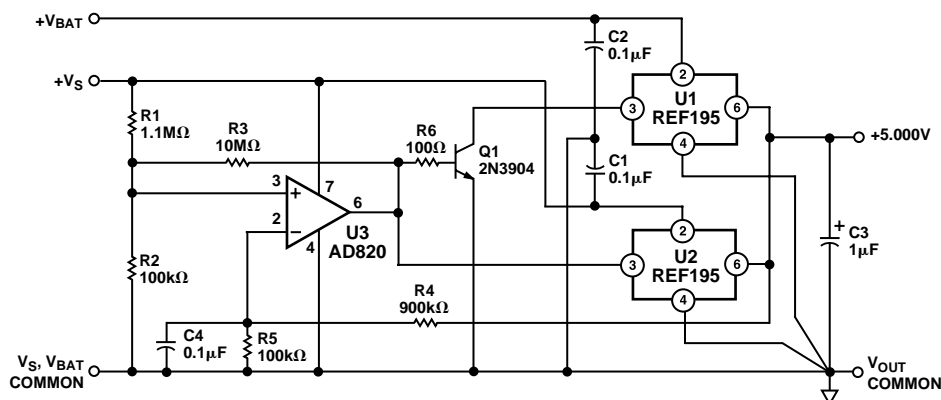 +VBAT
C2
0.1µF
+VS
R1
1.1MΩ
R3
10MΩ
R6
100Ω
Q1
2N3904
2
3
U1
REF195
6
4
+5.000V
C1
0.1µF
3
2
7
6
4
U3
AD820
2
3
U2
REF195
6
4
+
C3
1µF
R2
100kΩ
R4
900kΩ
C4
0.1µF
R5
100kΩ
VS, VBAT
COMMON
VOUT
COMMON